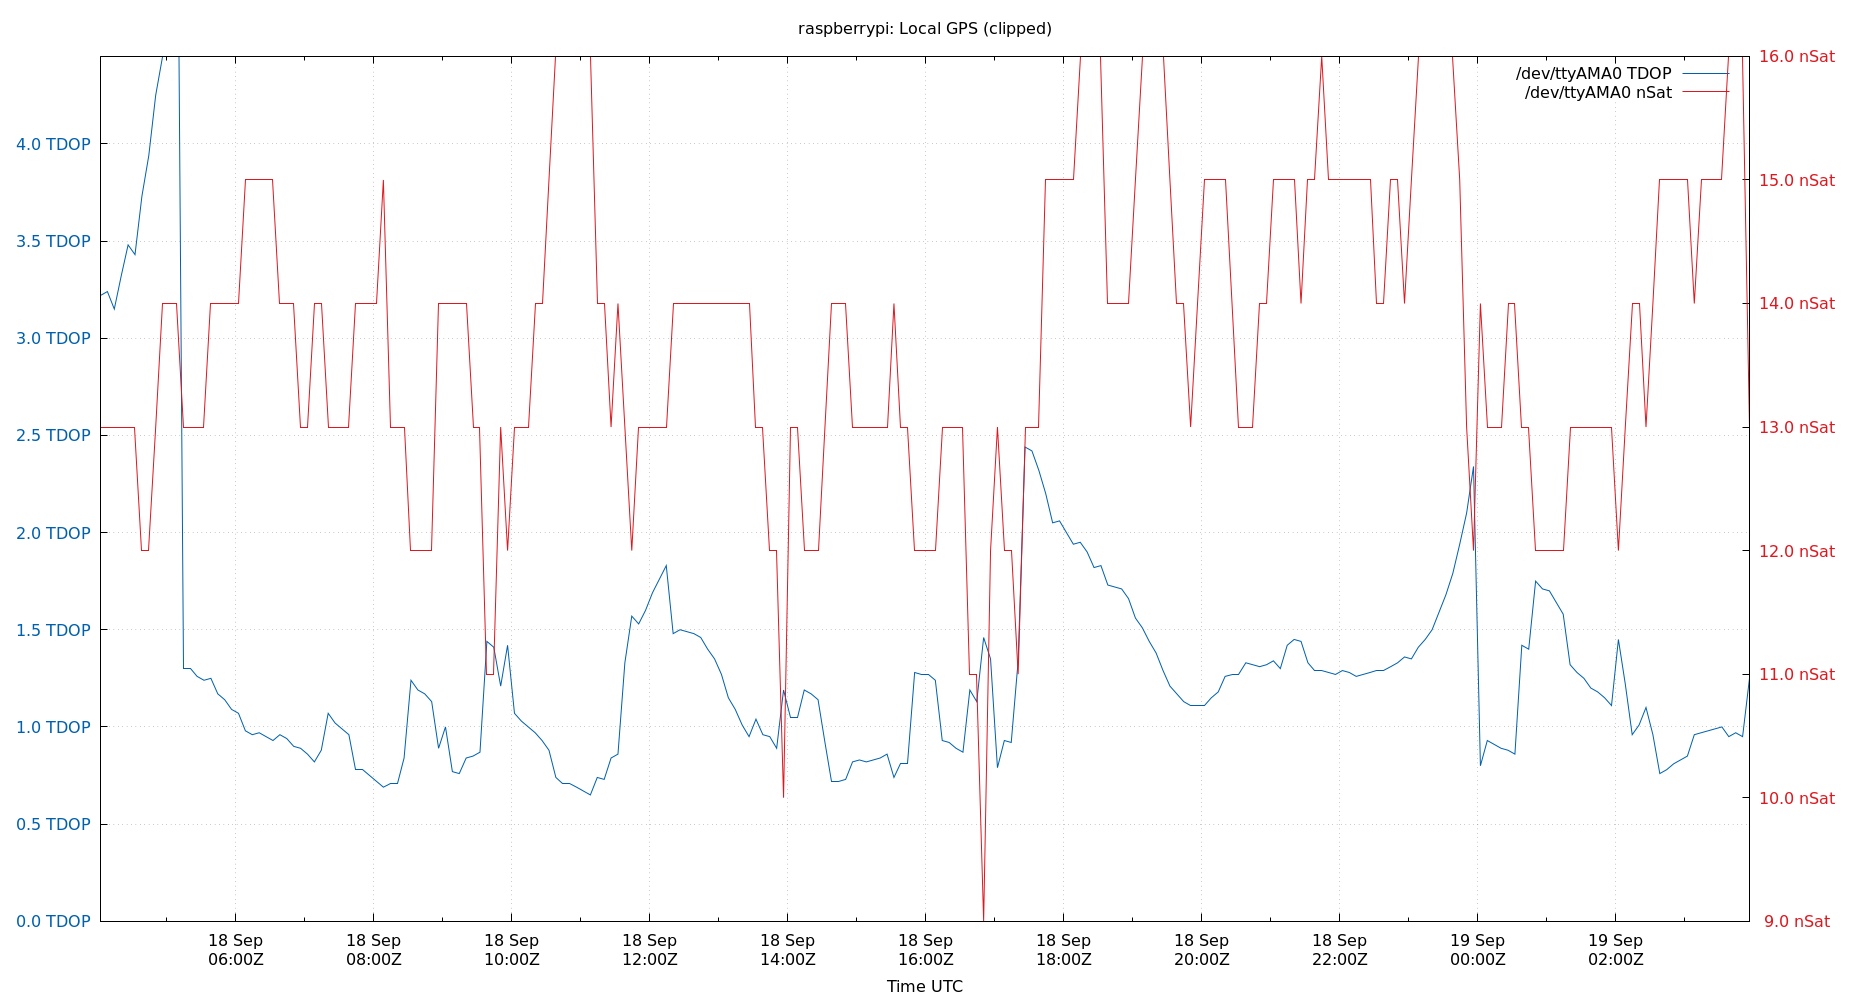 raspberrypi: Local GPS (clipped)
/dev/ttyAMA0 TDOP
/dev/ttyAMA0 nSat
4.0 TDOP
3.5 TDOP
3.0 TDOP
2.5 TDOP
2.0 TDOP
1.5 TDOP
1.0 TDOP
0.5 TDOP
0.0 TDOP
16.0 nSat
15.0 nSat
14.0 nSat
13.0 nSat
12.0 nSat
11.0 nSat
10.0 nSat
9.0 nSat
18 Sep
06:00Z
18 Sep
08:00Z
18 Sep
10:00Z
18 Sep
12:00Z
18 Sep
14:00Z
18 Sep
16:00Z
18 Sep
18:00Z
18 Sep
20:00Z
18 Sep
22:00Z
19 Sep
00:00Z
19 Sep
02:00Z
Time UTC